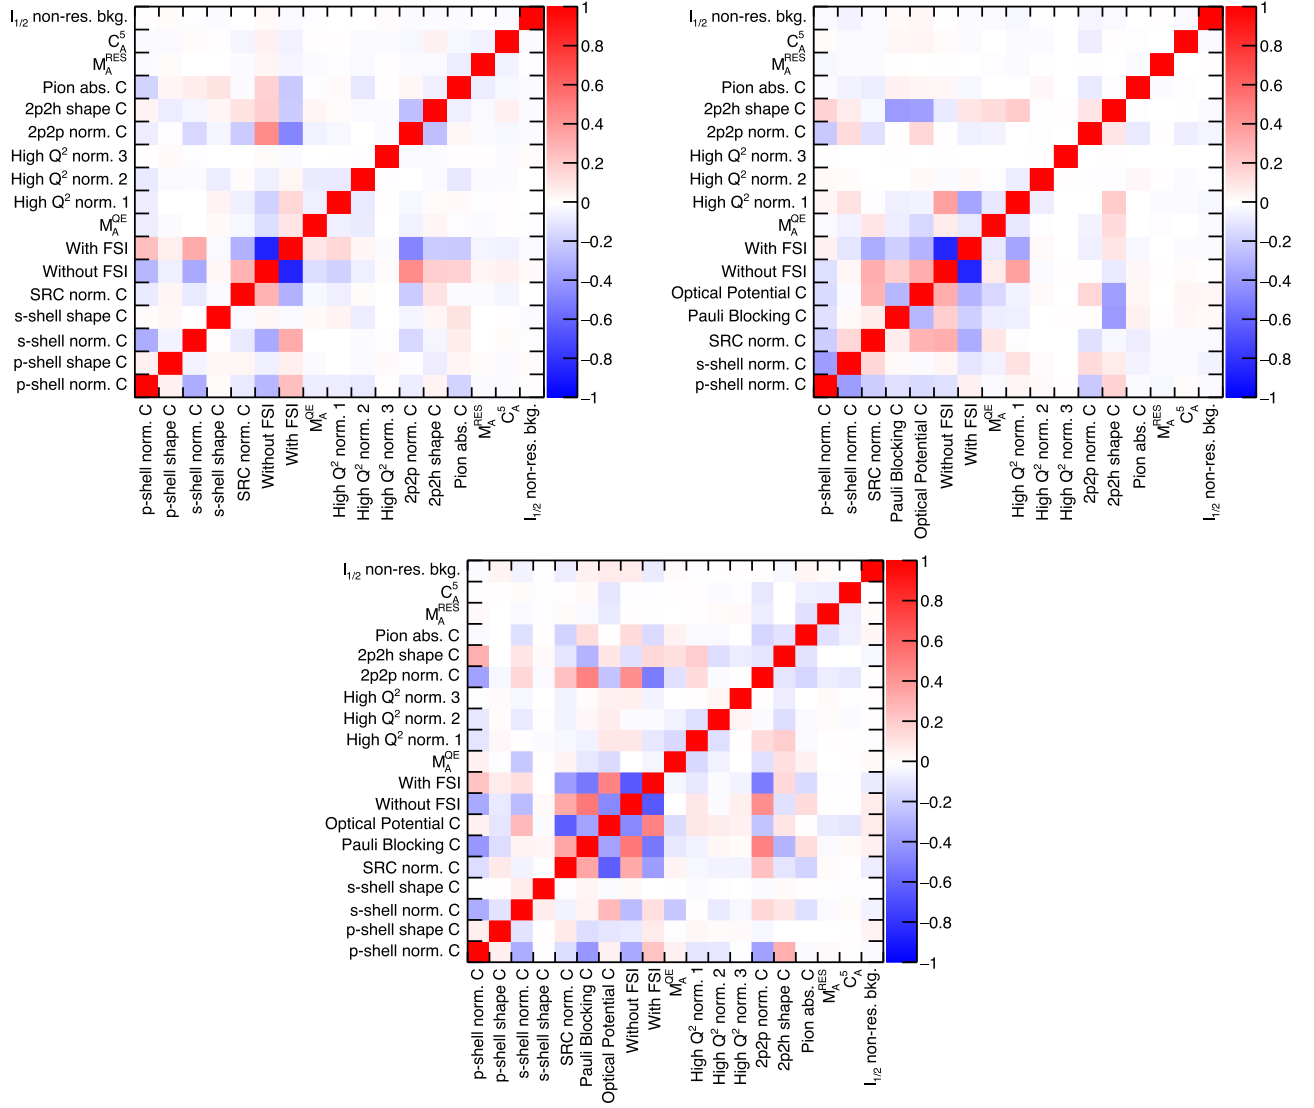 I1/2 non-res. bkg.
C5A
MRESA
Pion abs. C
2p2h shape C
2p2p norm. C
High Q2 norm. 3
High Q2 norm. 2
High Q2 norm. 1
MQEA
With FSI
Without FSI
SRC norm. C
s-shell shape C
s-shell norm. C
p-shell shape C
p-shell norm. C
p-shell norm. C
p-shell shape C
s-shell norm. C
s-shell shape C
SRC norm. C
Without FSI
With FSI
MQEA
High Q2 norm. 1
High Q2 norm. 2
High Q2 norm. 3
2p2p norm. C
2p2h shape C
Pion abs. C
MRESA
C5A
I1/2 non-res. bkg.
1
0.8
0.6
0.4
0.2
0
−0.2
−0.4
−0.6
−0.8
−1
I1/2 non-res. bkg.
C5A
MRESA
Pion abs. C
2p2h shape C
2p2p norm. C
High Q2 norm. 3
High Q2 norm. 2
High Q2 norm. 1
MQEA
With FSI
Without FSI
Optical Potential C
Pauli Blocking C
SRC norm. C
s-shell norm. C
p-shell norm. C
p-shell norm. C
s-shell norm. C
SRC norm. C
Pauli Blocking C
Optical Potential C
Without FSI
With FSI
MQEA
High Q2 norm. 1
High Q2 norm. 2
High Q2 norm. 3
2p2p norm. C
2p2h shape C
Pion abs. C
MRESA
C5A
I1/2 non-res. bkg.
1
0.8
0.6
0.4
0.2
0
−0.2
−0.4
−0.6
−0.8
−1
I1/2 non-res. bkg.
C5A
MRESA
Pion abs. C
2p2h shape C
2p2p norm. C
High Q2 norm. 3
High Q2 norm. 2
High Q2 norm. 1
MQEA
With FSI
Without FSI
Optical Potential C
Pauli Blocking C
SRC norm. C
s-shell shape C
s-shell norm. C
p-shell shape C
p-shell norm. C
p-shell norm. C
p-shell shape C
s-shell norm. C
s-shell shape C
SRC norm. C
Pauli Blocking C
Optical Potential C
Without FSI
With FSI
MQEA
High Q2 norm. 1
High Q2 norm. 2
High Q2 norm. 3
2p2p norm. C
2p2h shape C
Pion abs. C
MRESA
C5A
I1/2 non-res. bkg.
1
0.8
0.6
0.4
0.2
0
−0.2
−0.4
−0.6
−0.8
−1